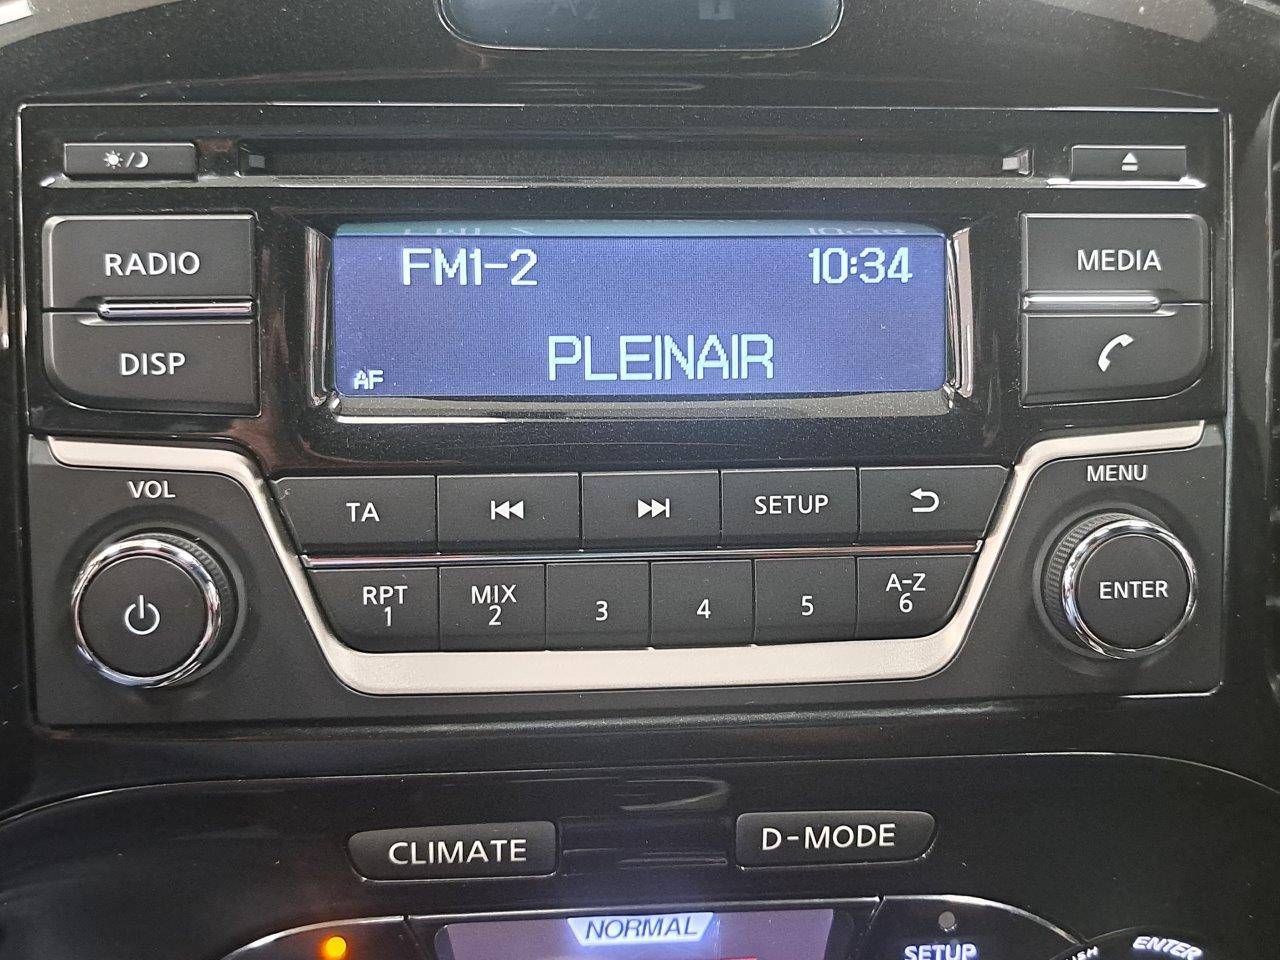 RADIO
DISP
FM1-2 10:34
PLEINAIR
AF
MEDIA
VOL
MENU
TA
SETUP
RPT
1
MIX
2
3
4
5
A-Z
6
ENTER
CLIMATE
D-MODE
NORMAL
SETUP
ENTER